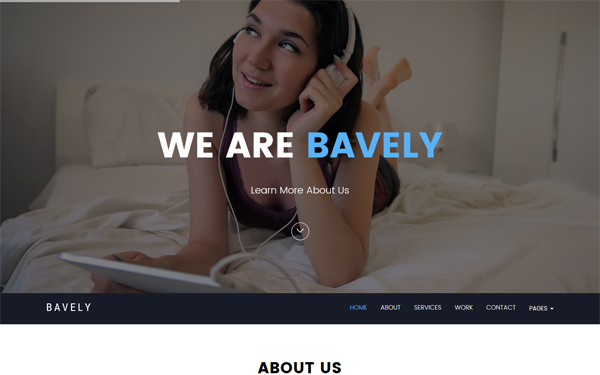 WE ARE BAVELY
Learn More About Us
BAVELY
HOME ABOUT SERVICES WORK CONTACT PAGES
ABOUT US